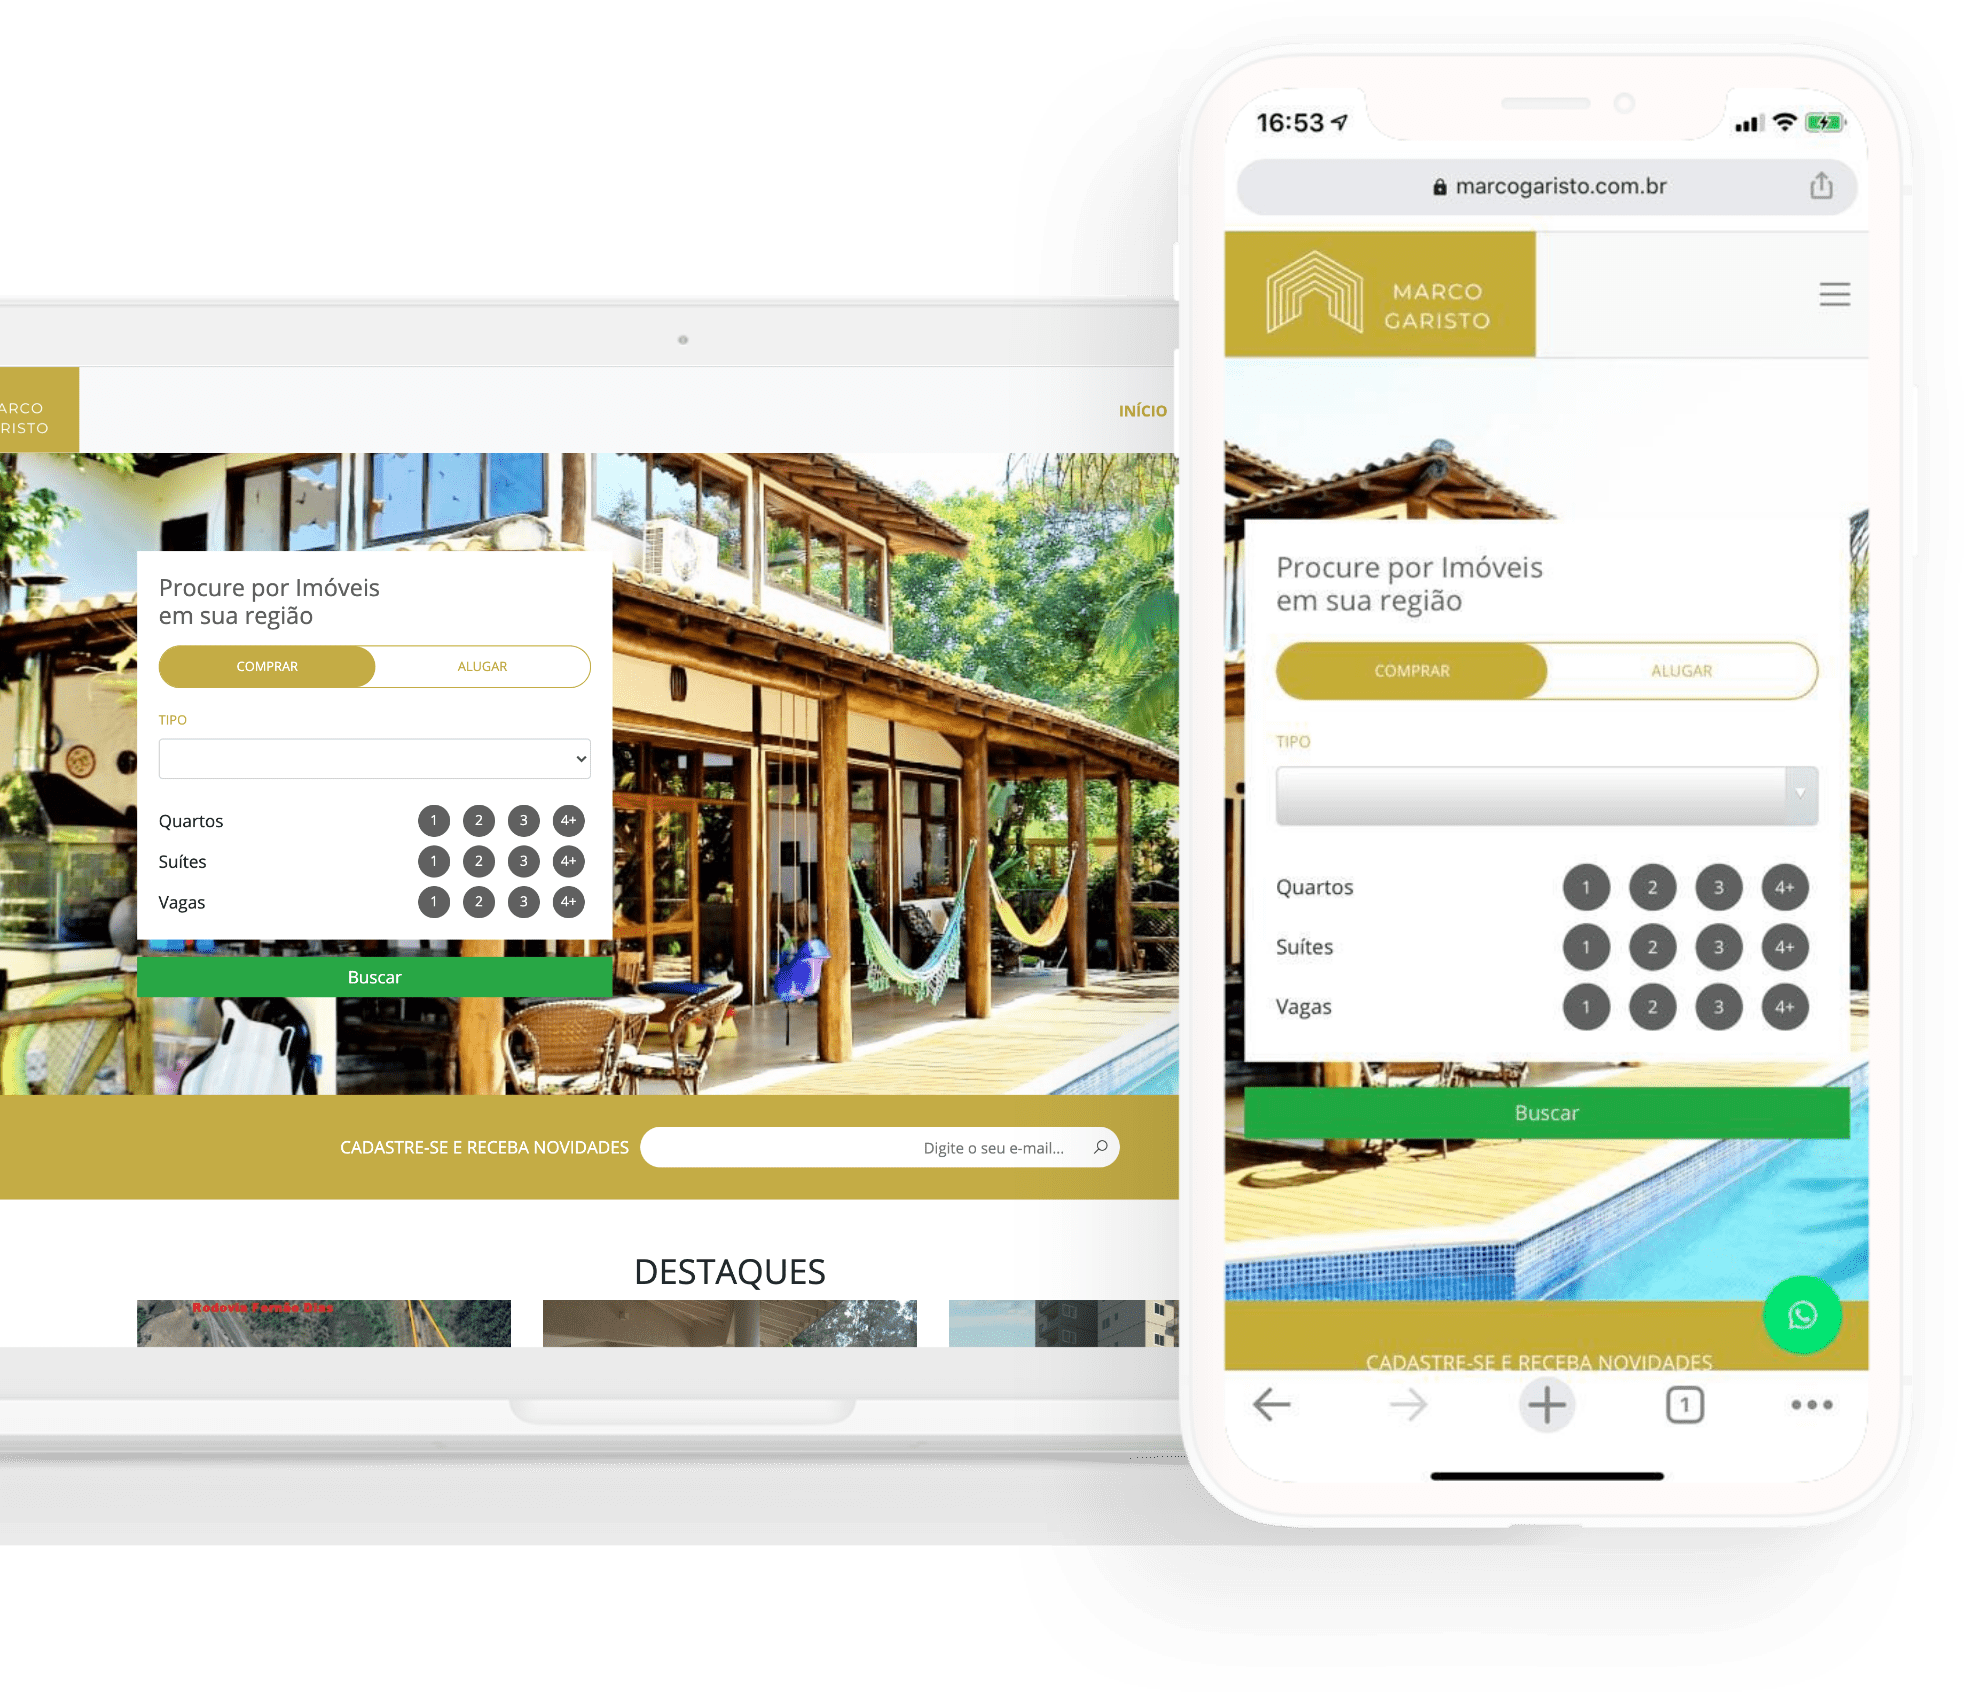 ARCO
RISTO
INÍCIO
Procure por Imóveis
em sua região
COMPRAR
ALUGAR
TIPO
Quartos 1 2 3 4+
Suítes 1 2 3 4+
Vagas 1 2 3 4+
Buscar
CADASTRE-SE E RECEBA NOVIDADES
Digite o seu e-mail...
DESTAQUES
Rodovia Fernão Dias
16:53
marcogaristo.com.br
MARCO
GARISTO
Procure por Imóveis
em sua região
COMPRAR
ALUGAR
TIPO
Quartos 1 2 3 4+
Suítes 1 2 3 4+
Vagas 1 2 3 4+
Buscar
CADASTRE-SE E RECEBA NOVIDADES
1